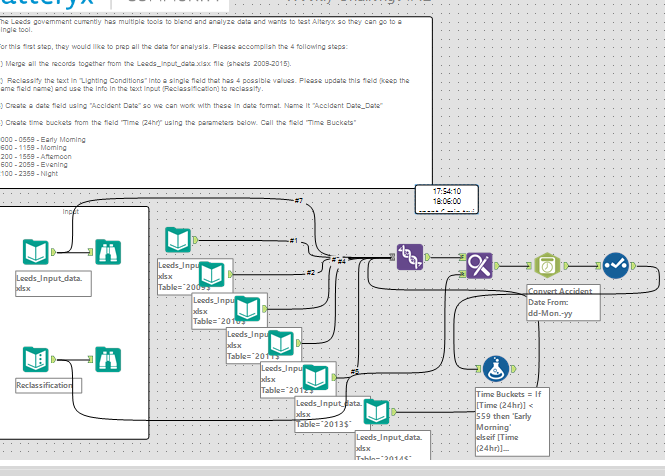 The Leeds government currently has multiple tools to blend and analyze data and wants to test Alteryx so they can go to a
ingle tool.
or this first step, they would like to prep all the data for analysis. Please accomplish the 4 following steps:
) Merge all the records together from the Leeds_Input_data.xlsx file (sheets 2009-2015).
) Reclassify the text in "Lighting Conditions" into a single field that has 4 possible values. Please update this field (keep the
ame field name) and use the info in the text input (Reclassification) to reclassify.
) Create a date field using "Accident Date" so we can work with these in date format. Name it "Accident Date_Date"
) Create time buckets from the field "Time (24hr)" using the parameters below. Call the field "Time Buckets"
000 - 0559 - Early Morning
600 - 1159 - Morning
200 - 1559 - Afternoon
600 - 2059 - Evening
100 - 2359 - Night
17:54:10
18:06:00
Input
#7
#1
#2
#4
#5
Leeds_Input_data.
xlsx
Reclassification
Leeds_Inpu
xlsx
Table="2009$
Leeds_Inpu
xlsx
Table="2010$
Leeds_Inpu
xlsx
Table="2011$
Leeds_Inpu
xlsx
Table="2012$
Leeds_Input_data.
xlsx
Table="2013$"
Leeds_Input_data.
xlsx
Table="2014$"
Convert Accident
Date From:
dd-Mon.-yy
Time Buckets = If
[Time (24hr)] <
559 then 'Early
Morning'
elseif [Time
(24hr)]...